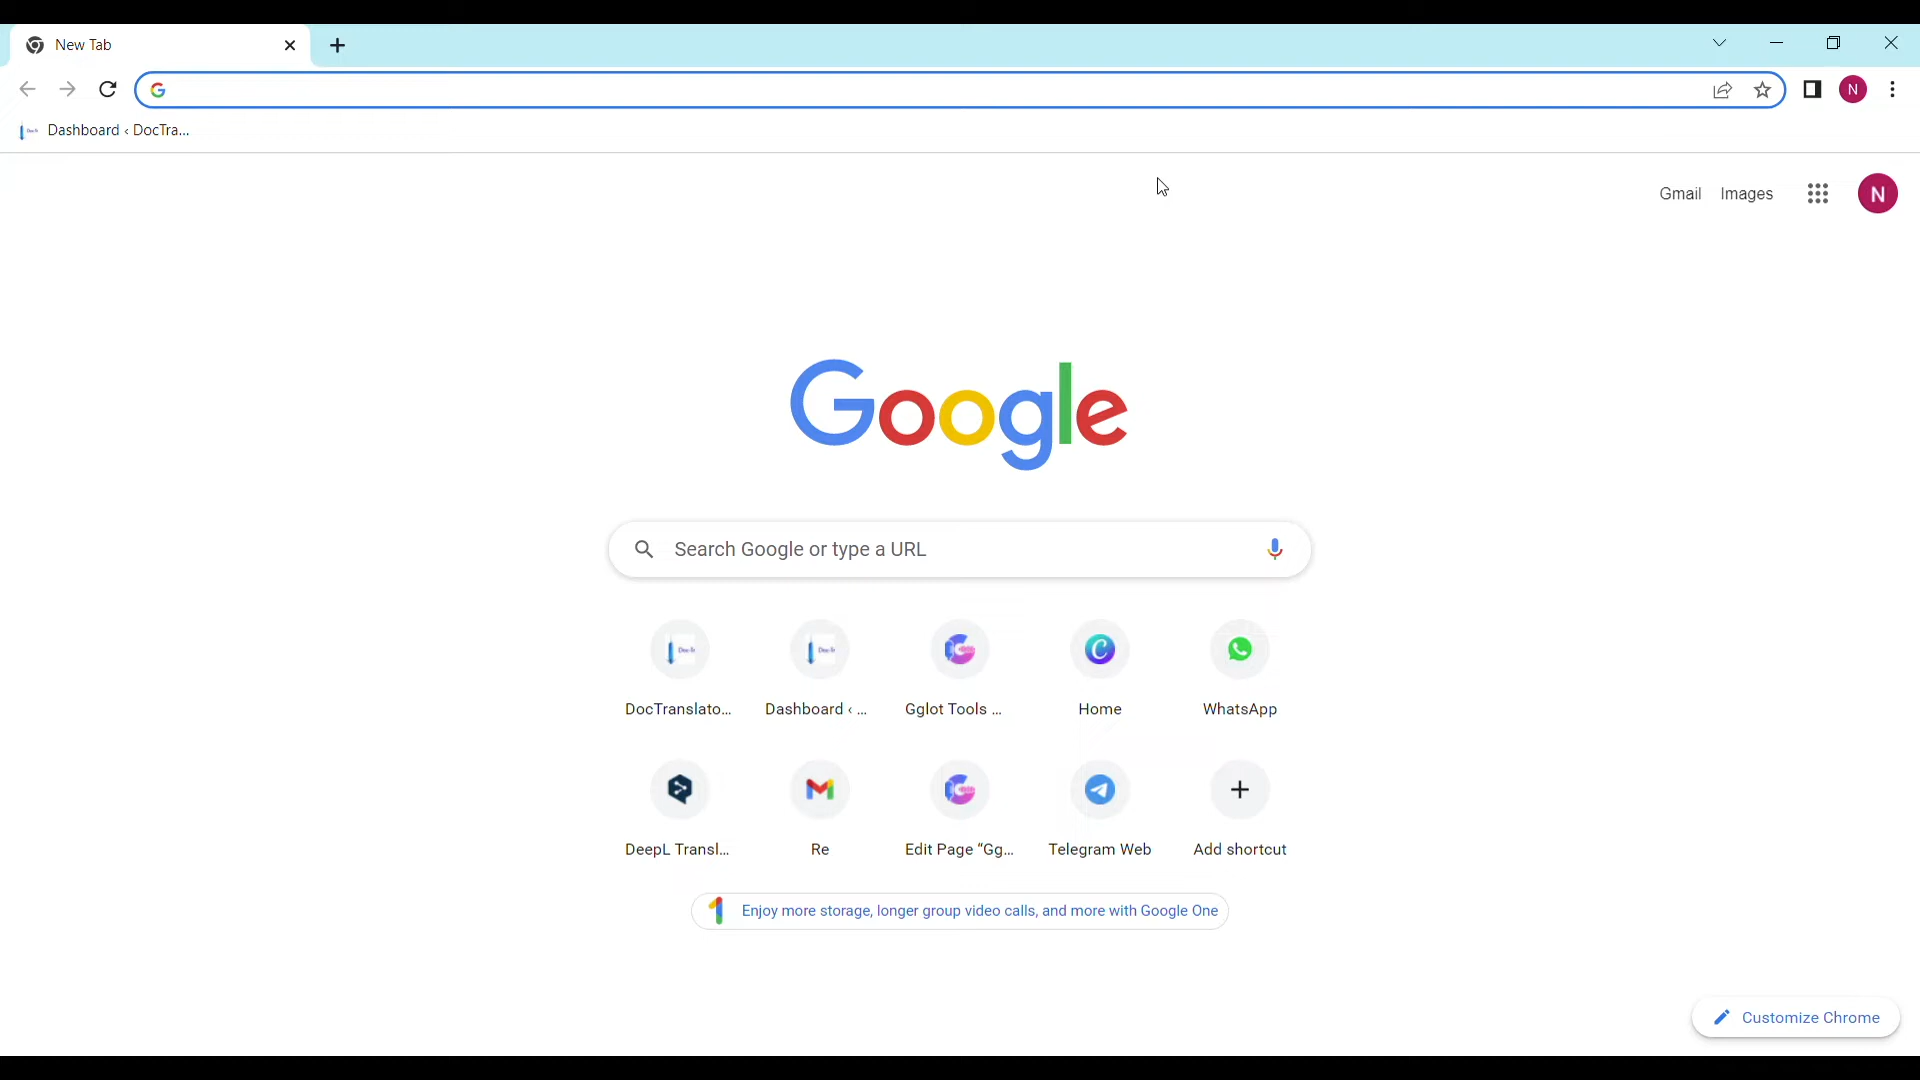 New Tab
Dashboard ‹ DocTra...
Gmail Images
N
N
Google
Search Google or type a URL
DocTranslato... Dashboard ‹ ... Gglot Tools ... Home WhatsApp
DeepL Transl... Re Edit Page “Gg... Telegram Web Add shortcut
Enjoy more storage, longer group video calls, and more with Google One
Customize Chrome